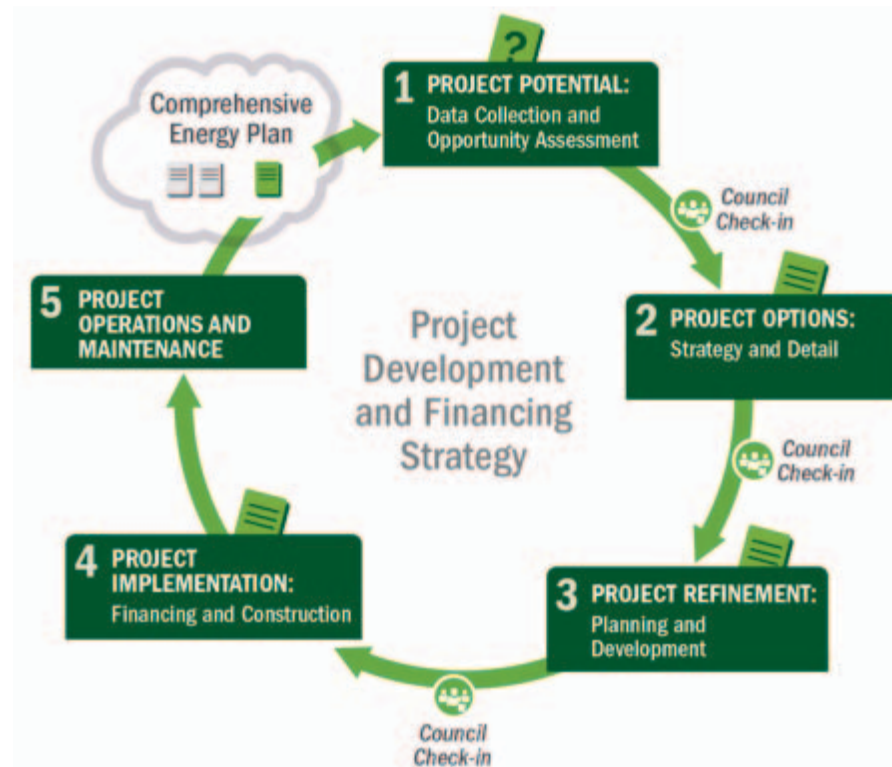 Comprehensive
Energy Plan
?
1 PROJECT POTENTIAL:
Data Collection and
Opportunity Assessment
Council
Check-in
2 PROJECT OPTIONS:
Strategy and Detail
Council
Check-in
3 PROJECT REFINEMENT:
Planning and
Development
Council
Check-in
4 PROJECT
IMPLEMENTATION:
Financing and Construction
5 PROJECT
OPERATIONS AND
MAINTENANCE
Project
Development
and Financing
Strategy